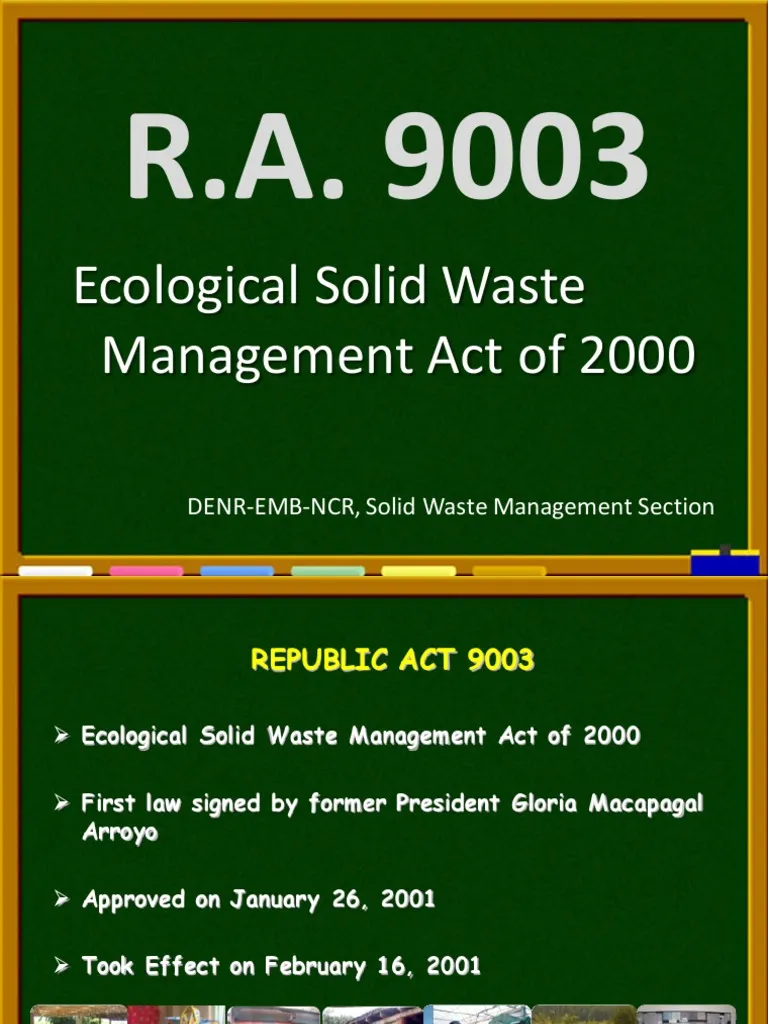 R.A. 9003
Ecological Solid Waste
Management Act of 2000
DENR-EMB-NCR, Solid Waste Management Section
REPUBLIC ACT 9003
➢ Ecological Solid Waste Management Act of 2000
➢ First law signed by former President Gloria Macapagal
Arroyo
➢ Approved on January 26, 2001
➢ Took Effect on February 16, 2001